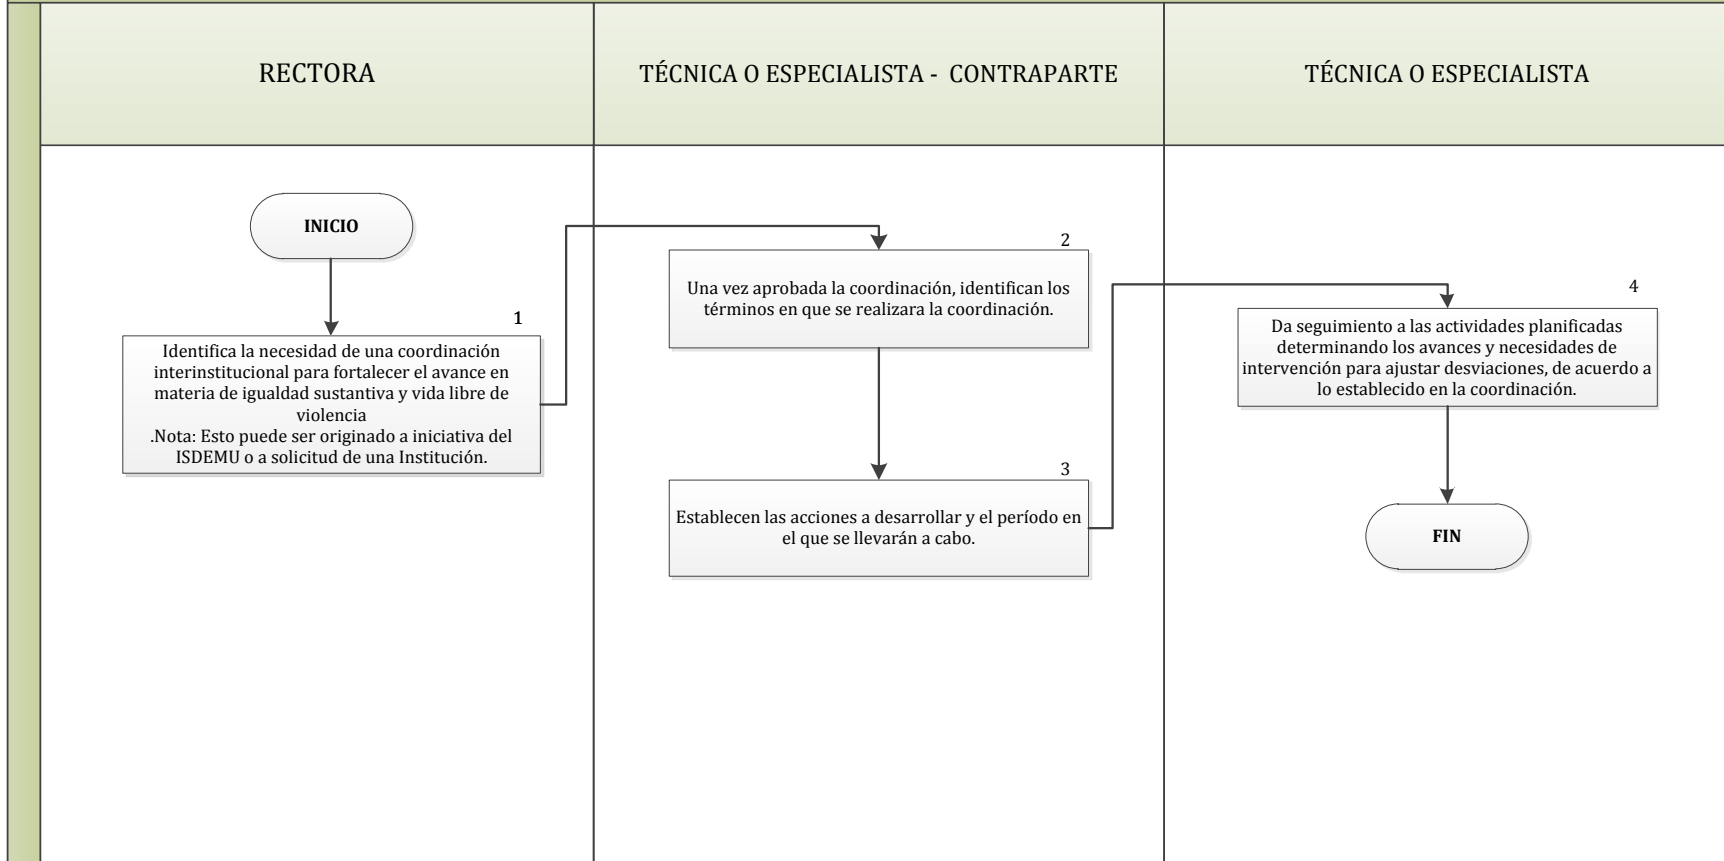 RECTORA
TÉCNICA O ESPECIALISTA - CONTRAPARTE
TÉCNICA O ESPECIALISTA
INICIO
1
Identifica la necesidad de una coordinación
interinstitucional para fortalecer el avance en
materia de igualdad sustantiva y vida libre de
violencia
.Nota: Esto puede ser originado a iniciativa del
ISDEMU o a solicitud de una Institución.
2
Una vez aprobada la coordinación, identifican los
términos en que se realizara la coordinación.
3
Establecen las acciones a desarrollar y el período en
el que se llevarán a cabo.
4
Da seguimiento a las actividades planificadas
determinando los avances y necesidades de
intervención para ajustar desviaciones, de acuerdo a
lo establecido en la coordinación.
FIN